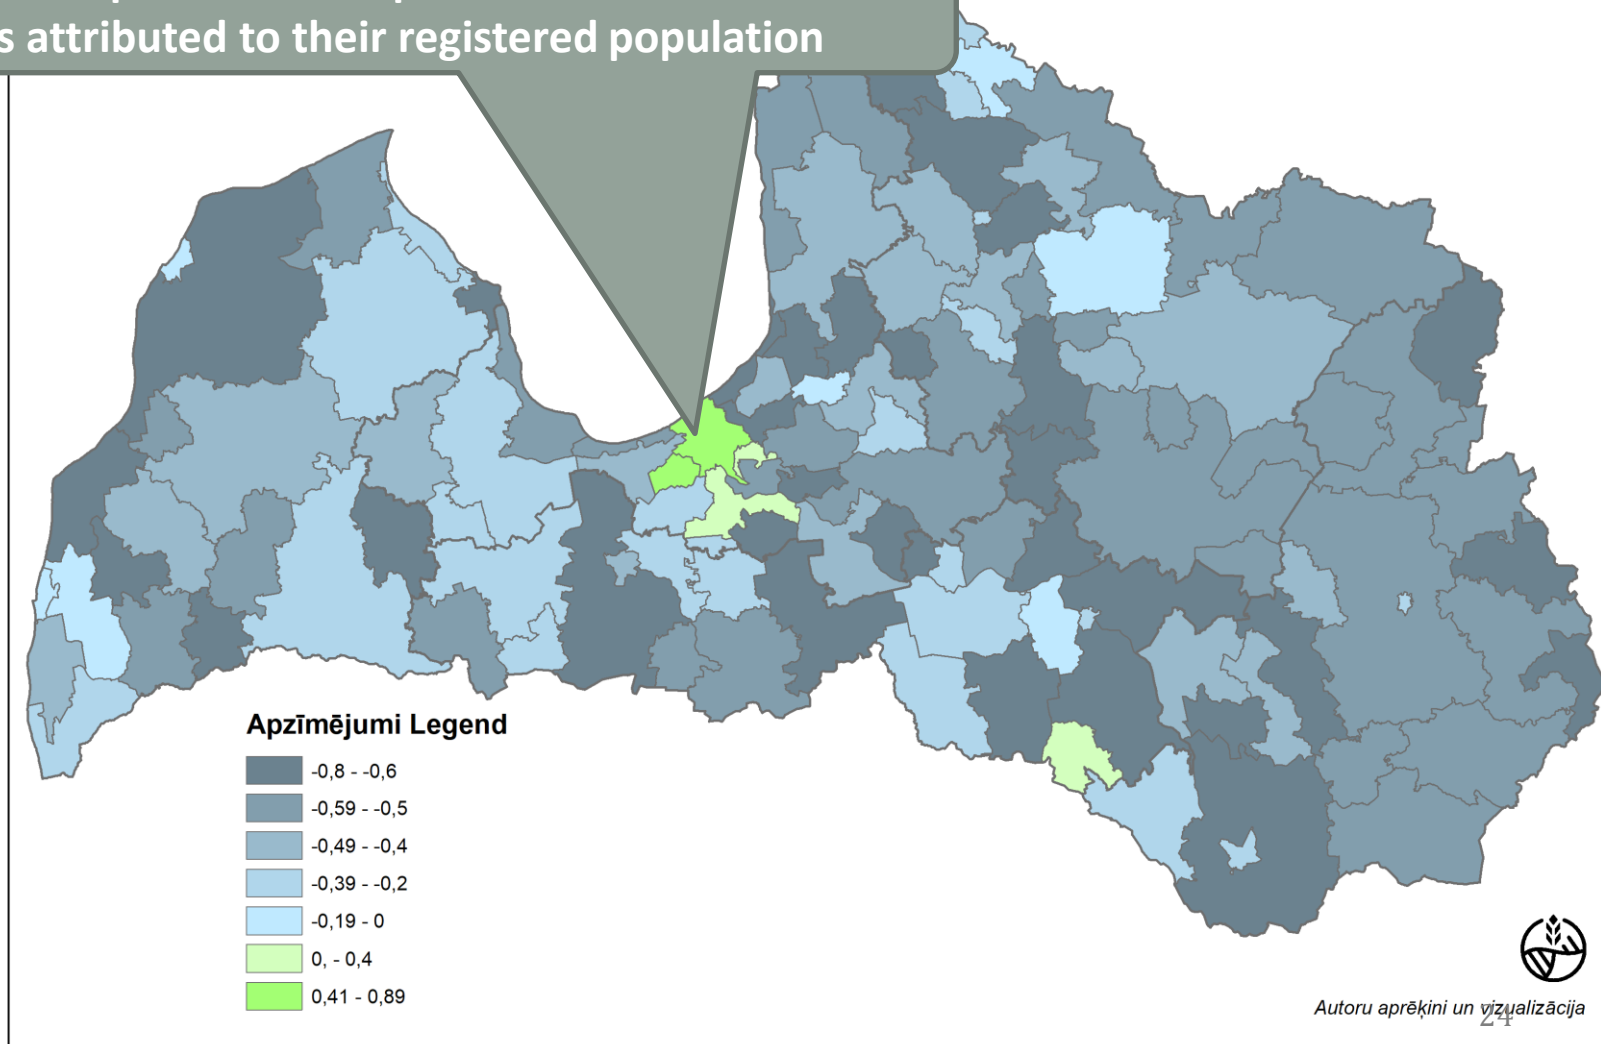 s attributed to their registered population
Apzīmējumi Legend
-0,8 - -0,6
-0,59 - -0,5
-0,49 - -0,4
-0,39 - -0,2
-0,19 - 0
0, - 0,4
0,41 - 0,89
Autoru aprēķini un vizualizācija
24